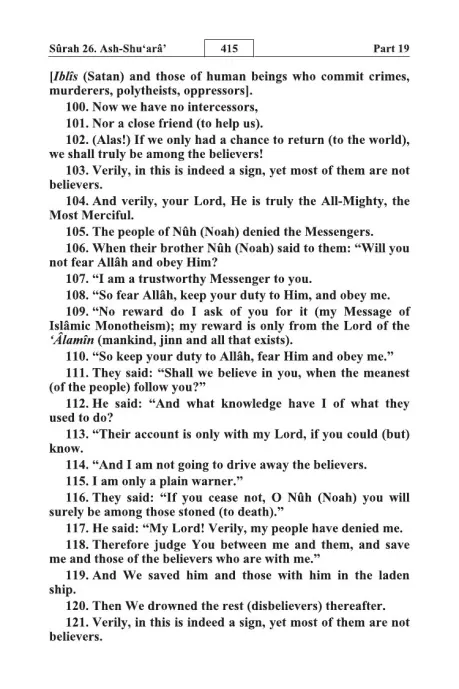 Sûrah 26. Ash-Shu‘arâ’ 415 Part 19
[Iblîs (Satan) and those of human beings who commit crimes,
murderers, polytheists, oppressors].
100. Now we have no intercessors,
101. Nor a close friend (to help us).
102. (Alas!) If we only had a chance to return (to the world),
we shall truly be among the believers!
103. Verily, in this is indeed a sign, yet most of them are not
believers.
104. And verily, your Lord, He is truly the All-Mighty, the
Most Merciful.
105. The people of Nûh (Noah) denied the Messengers.
106. When their brother Nûh (Noah) said to them: “Will you
not fear Allâh and obey Him?
107. “I am a trustworthy Messenger to you.
108. “So fear Allâh, keep your duty to Him, and obey me.
109. “No reward do I ask of you for it (my Message of
Islâmic Monotheism); my reward is only from the Lord of the
‘Âlamîn (mankind, jinn and all that exists).
110. “So keep your duty to Allâh, fear Him and obey me.”
111. They said: “Shall we believe in you, when the meanest
(of the people) follow you?”
112. He said: “And what knowledge have I of what they
used to do?
113. “Their account is only with my Lord, if you could (but)
know.
114. “And I am not going to drive away the believers.
115. I am only a plain warner.”
116. They said: “If you cease not, O Nûh (Noah) you will
surely be among those stoned (to death).”
117. He said: “My Lord! Verily, my people have denied me.
118. Therefore judge You between me and them, and save
me and those of the believers who are with me.”
119. And We saved him and those with him in the laden
ship.
120. Then We drowned the rest (disbelievers) thereafter.
121. Verily, in this is indeed a sign, yet most of them are not
believers.